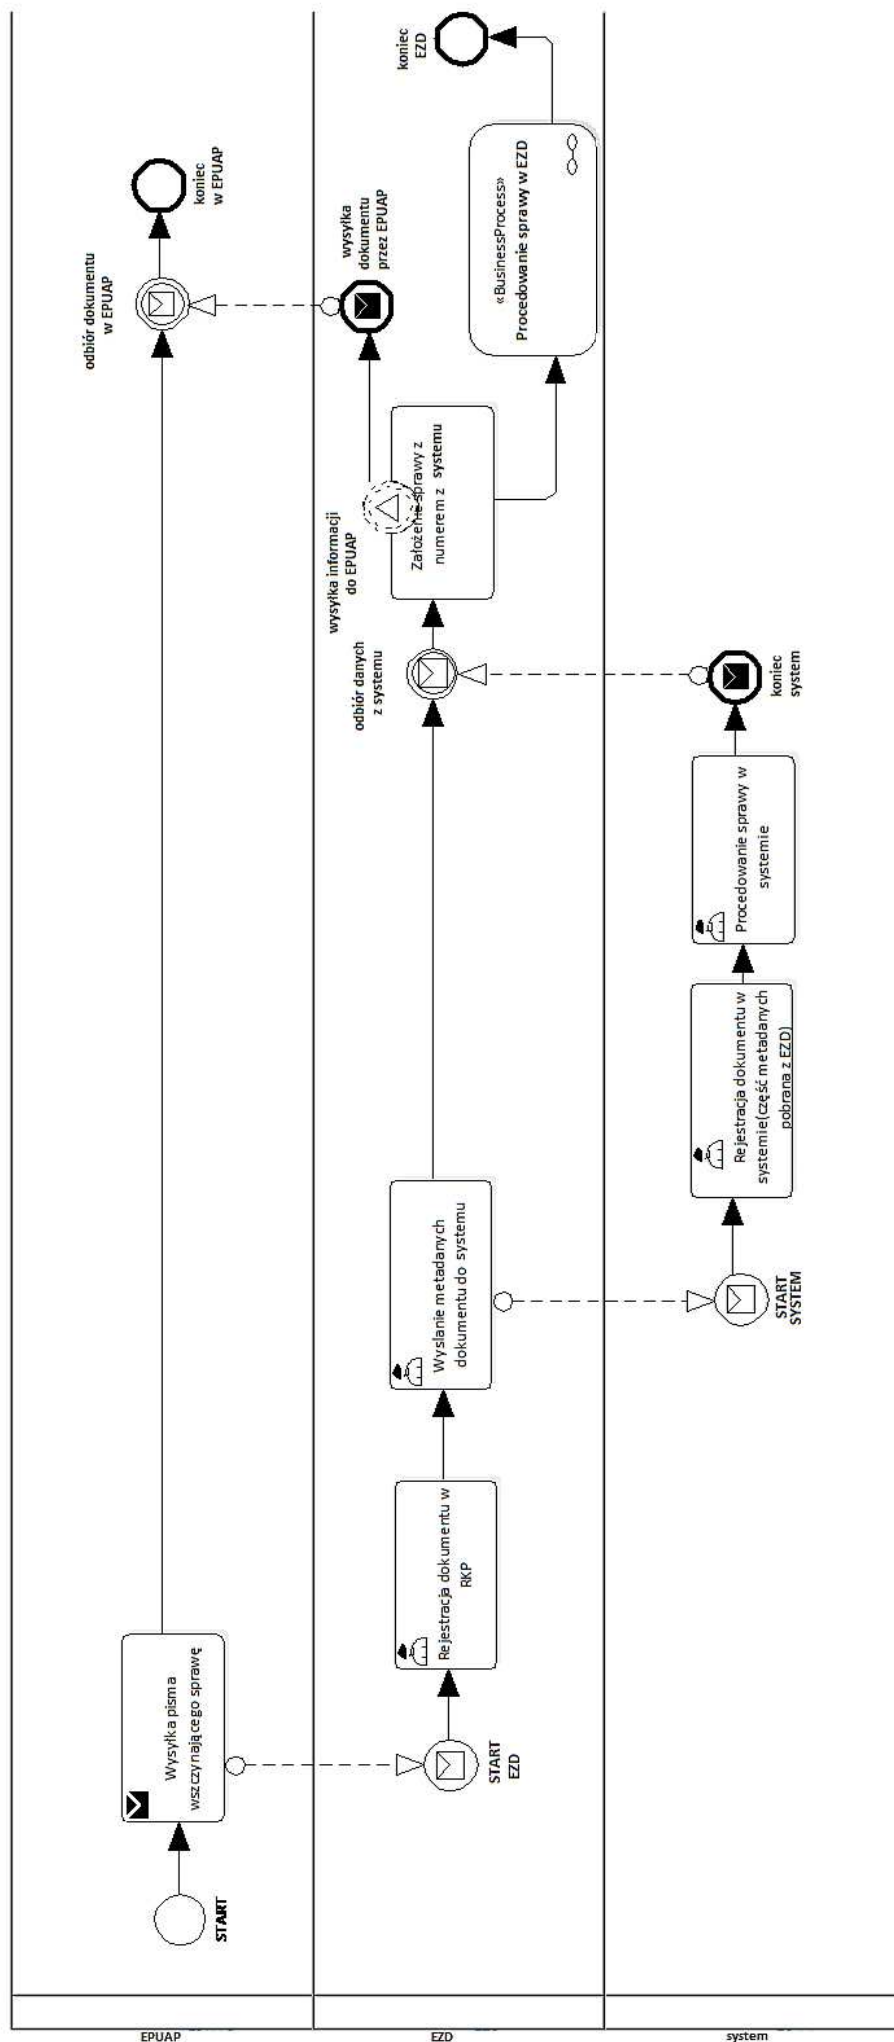 EPUAP
START
Wysyłka pisma
wszczynającego sprawę
odbiór dokumentu
w EPUAP
koniec
w EPUAP
EZD
START
EZD
Rejestracja dokumentu w
RKP
Wyslanie metadanych
dokumentu do systemu
odbiór danych
z systemu
wysyłka informacji
do EPUAP
Założenie sprawy z
numerem z systemu
wysyłka
dokumentu
przez EPUAP
«BusinessProcess»
Procedowanie sprawy w EZD
koniec
EZD
system
START
SYSTEM
Rejestracja dokumentu w
systemie(część metadanych
pobrana z EZD)
Procedowanie sprawy w
systemie
koniec
system